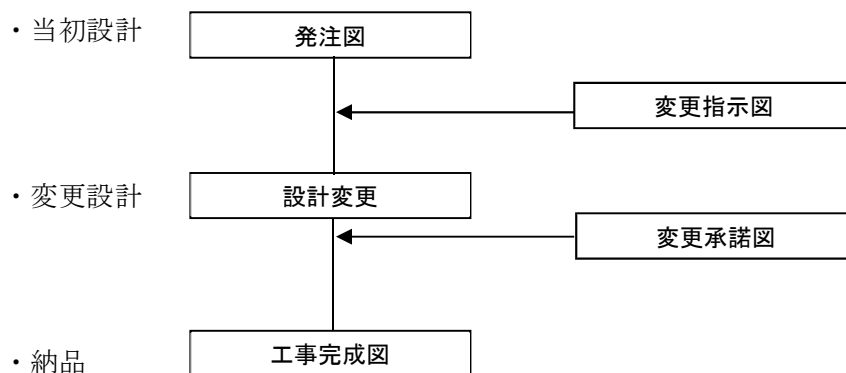 ・当初設計
発注図
変更指示図
・変更設計
設計変更
変更承諾図
・納品
工事完成図